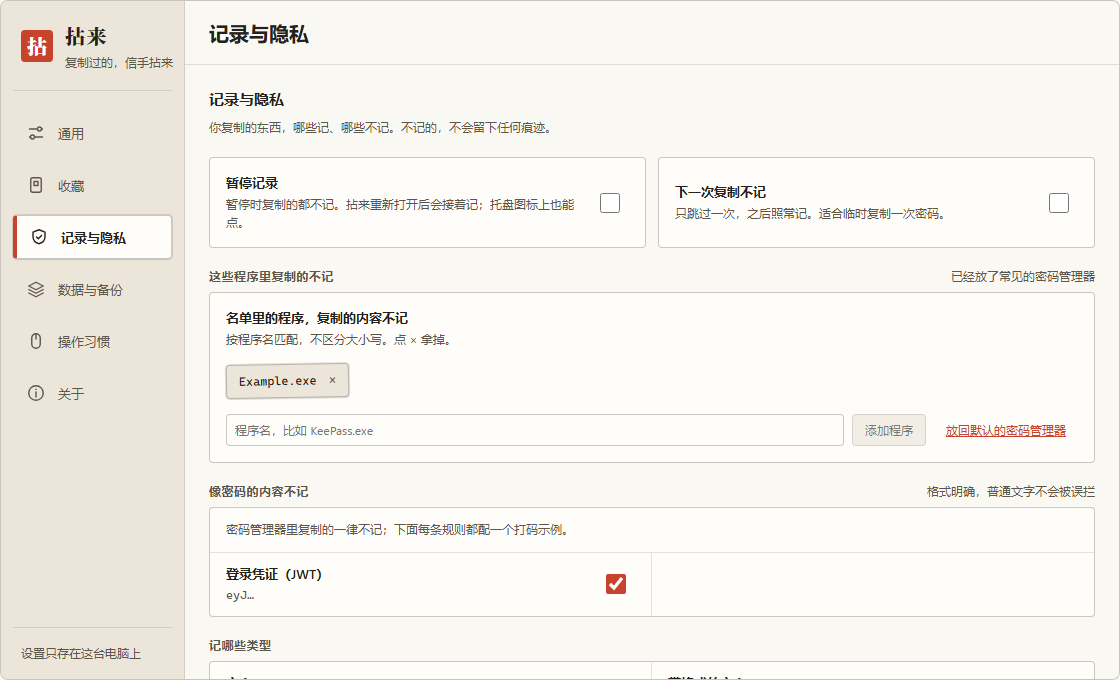 拈
拈来
复制过的，信手拈来
通用
收藏
记录与隐私
数据与备份
操作习惯
关于
设置只存在这台电脑上
记录与隐私
记录与隐私
你复制的东西，哪些记、哪些不记。不记的，不会留下任何痕迹。
暂停记录
暂停时复制的都不记。拈来重新打开后会接着记；托盘图标上也能
点。
下一次复制不记
只跳过一次，之后照常记。适合临时复制一次密码。
这些程序里复制的不记
已经放了常见的密码管理器
名单里的程序，复制的内容不记
按程序名匹配，不区分大小写。点 × 拿掉。
Example.exe ×
程序名，比如 KeePass.exe
添加程序
放回默认的密码管理器
像密码的内容不记
格式明确，普通文字不会被误拦
密码管理器里复制的一律不记；下面每条规则都配一个打码示例。
登录凭证（JWT）
eyJ…
记哪些类型